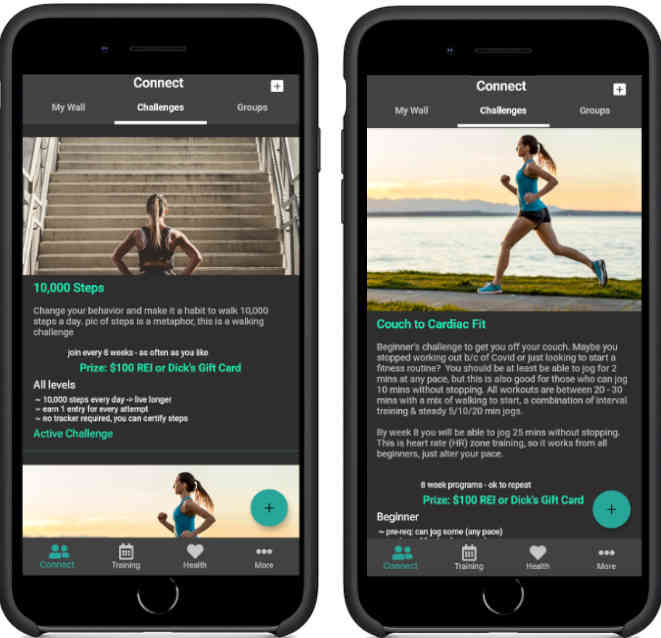 Connect
My Wall
Challenges
Groups
10,000 Steps
Change your behavior and make it a habit to walk 10,000
steps a day. pic of steps is a metaphor, this is a walking
challenge
join every 6 weeks - as often as you like
Prize: $100 REI or Dick's Gift Card
All levels
~ 10,000 steps every day -> live longer
~ earn 1 entry for every attempt
~ no tracker required, you can certify steps
Active Challenge
Connect
Training
Health
More
Connect
My Wall
Challenges
Groups
Couch to Cardiac Fit
Beginner's challenge to get you off your couch. Maybe you
stopped working out b/c of Covid or just looking to start a
fitness routine?  You should be at least be able to jog for 2
mins at any pace, but this is also good for those who can jog
10 mins without stopping. All workouts are between 20 - 30
mins with a mix of walking to start, a combination of interval
training & steady 5/10/20 min jogs.
By week 8 you will be able to jog 25 mins without stopping.
This is heart rate (HR) zone training, so it works from all
beginners, just alter your pace.
8 week programs - ok to repeat
Prize: $100 REI or Dick's Gift Card
Beginner
~ pre-req: can jog some (any pace)
Connect
Training
Health
More